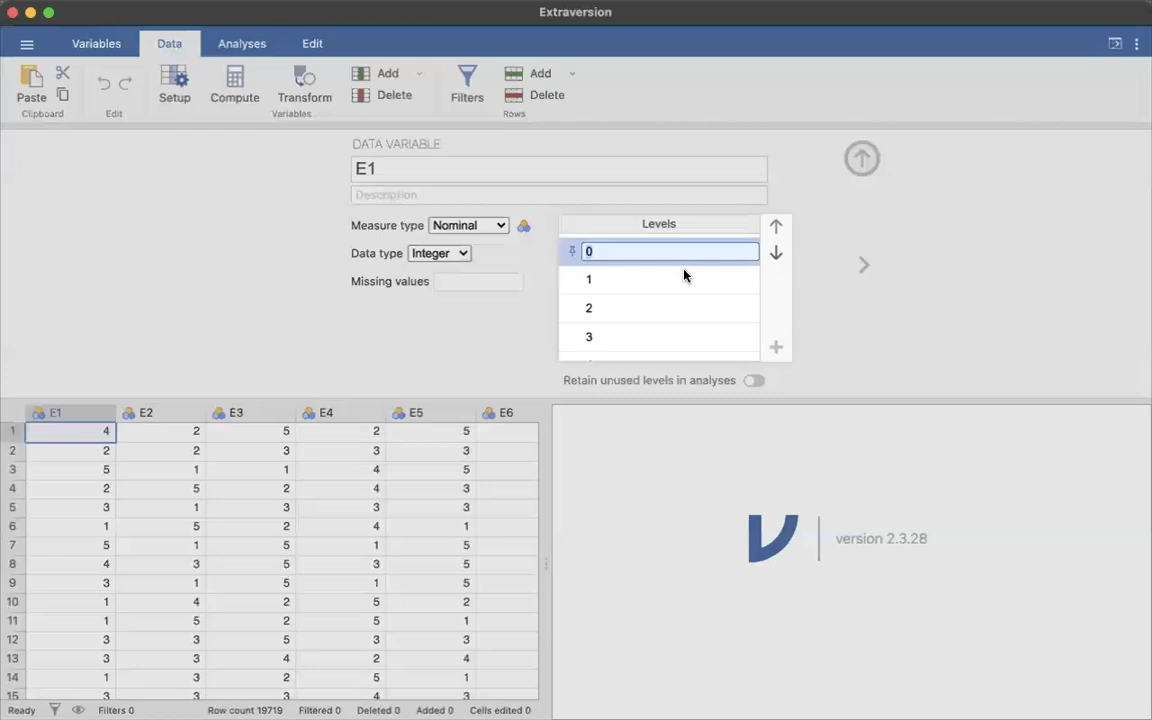 Extraversion
Variables Data Analyses Edit
Paste Setup Compute Transform Add Delete Filters Add Delete
Clipboard Edit Variables Rows
DATA VARIABLE
E1
Description
Measure type Nominal
Data type Integer
Missing values
Levels
0
1
2
3
Retain unused levels in analyses
E1 E2 E3 E4 E5 E6
1 4 2 5 2 5
2 2 2 3 3 3
3 5 1 1 4 5
4 2 5 2 4 3
5 3 1 3 3 3
6 1 5 2 4 1
7 5 1 5 1 5
8 4 3 5 3 5
9 3 1 5 1 5
10 1 4 2 5 2
11 1 5 2 5 1
12 3 3 5 3 3
13 3 3 4 2 4
14 1 3 2 5 1
15 3 3 3 4 3
version 2.3.28
Ready Filters 0 Row count 19719 Filtered 0 Deleted 0 Added 0 Cells edited 0